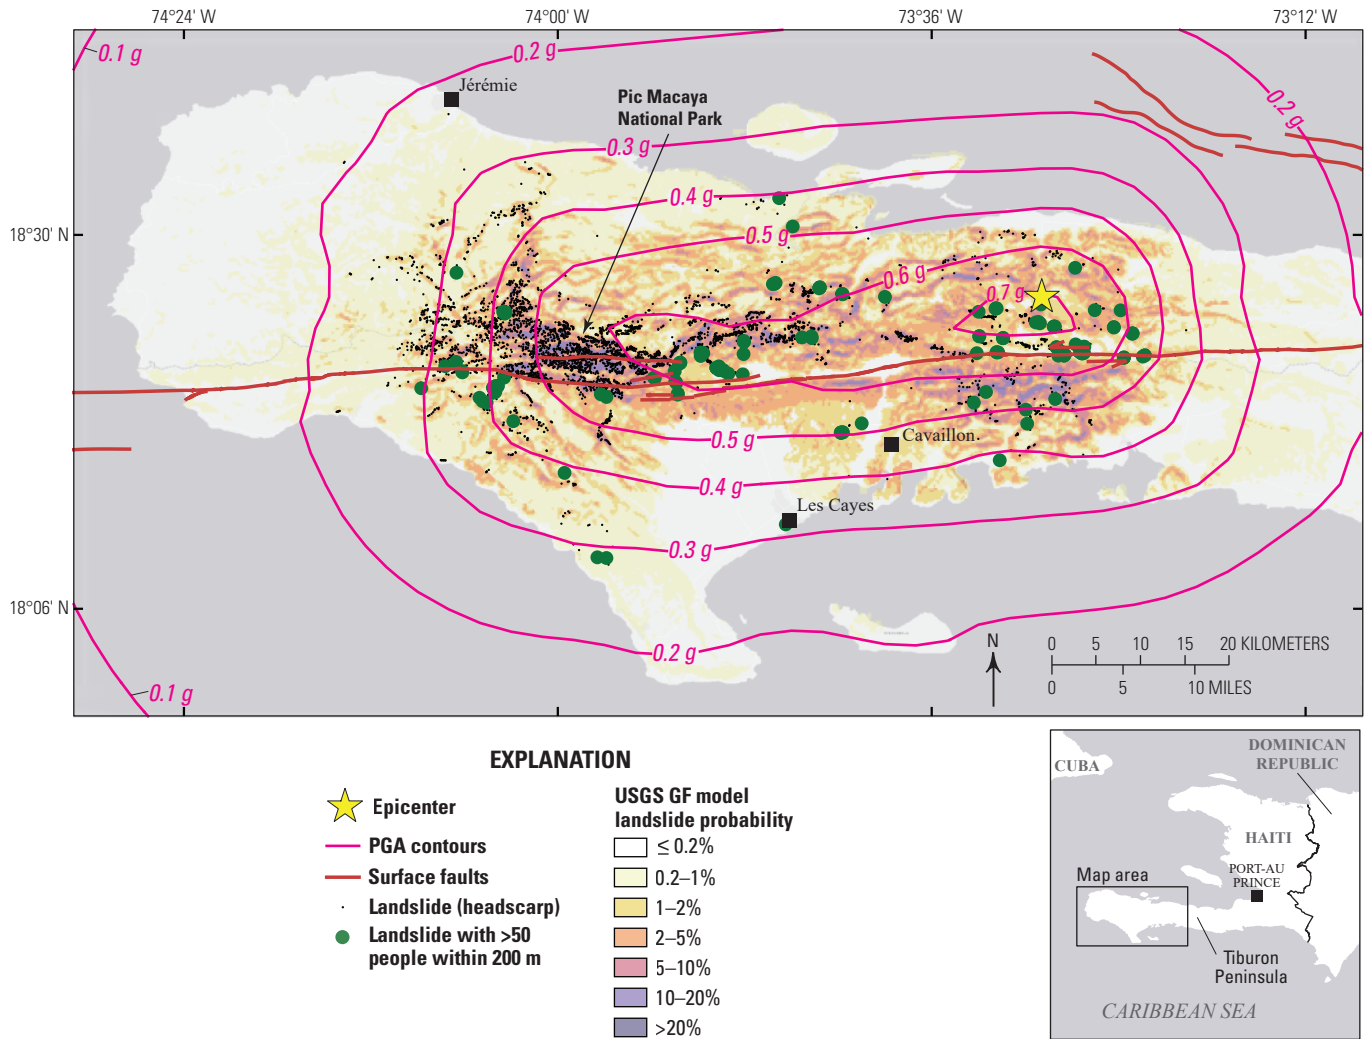 74°24' W
74°00' W
73°36' W
73°12' W
0.1 g
0.2 g
Jérémie
Pic Macaya
National Park
0.2 g
0.3 g
0.4 g
18°30' N
0.5 g
0.6 g
0.7 g
Cavaillon
0.5 g
0.4 g
Les Cayes
0.3 g
18°06' N
0.2 g
0.1 g
N
0 5 10 15 20 KILOMETERS
0 5 10 MILES
EXPLANATION
Epicenter
PGA contours
Surface faults
Landslide (headscarp)
Landslide with >50
people within 200 m
USGS GF model
landslide probability
≤ 0.2%
0.2–1%
1–2%
2–5%
5–10%
10–20%
>20%
DOMINICAN
REPUBLIC
CUBA
HAITI
PORT-AU
PRINCE
Map area
Tiburon
Peninsula
CARIBBEAN SEA